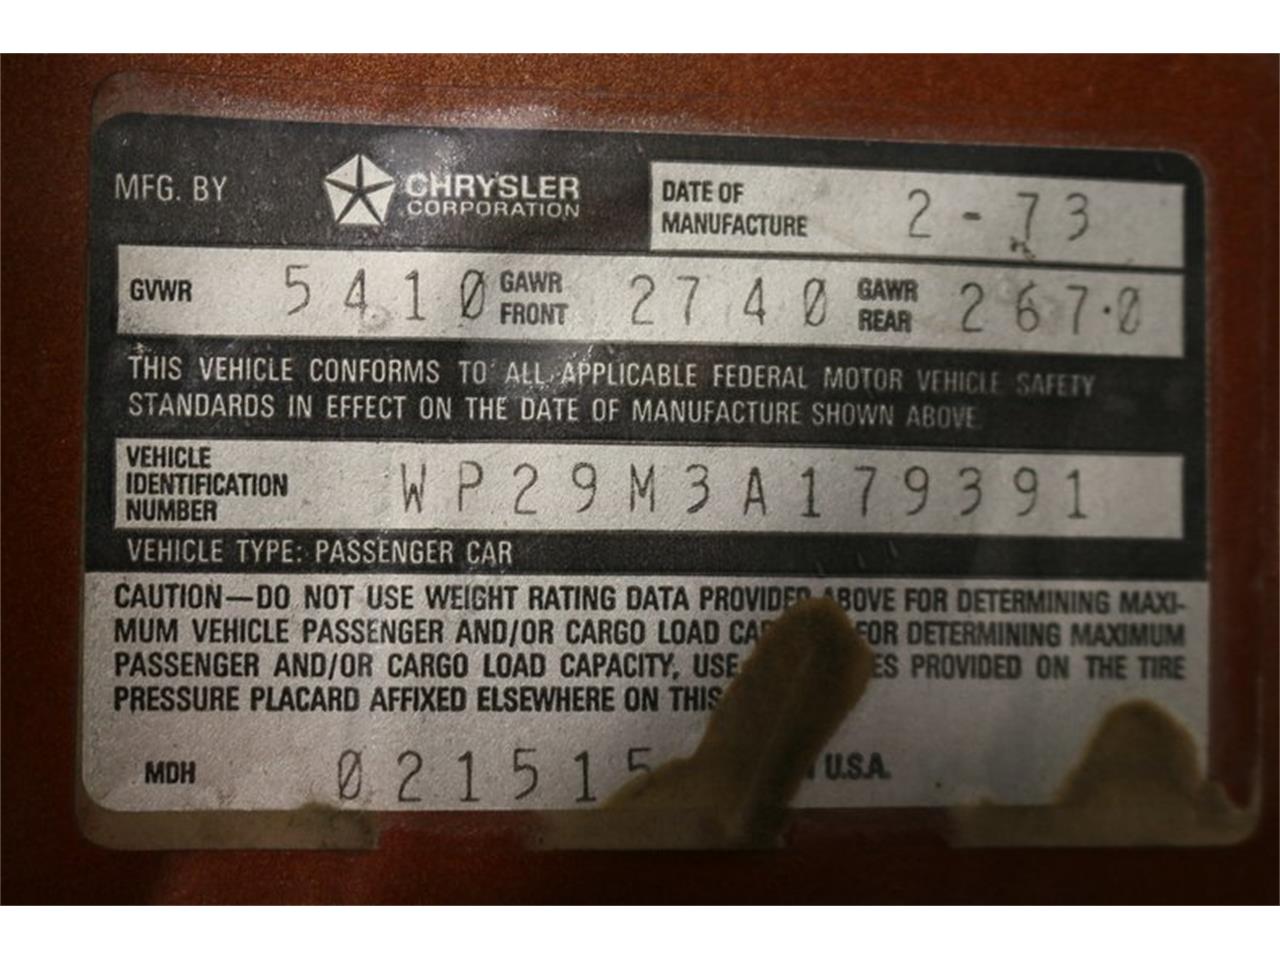 MFG. BY CHRYSLER CORPORATION DATE OF MANUFACTURE 2-73
GVWR 5410 GAWR FRONT 2740 GAWR REAR 2670
THIS VEHICLE CONFORMS TO ALL APPLICABLE FEDERAL MOTOR VEHICLE SAFETY
STANDARDS IN EFFECT ON THE DATE OF MANUFACTURE SHOWN ABOVE
VEHICLE IDENTIFICATION NUMBER WP29M3A179391
VEHICLE TYPE: PASSENGER CAR
CAUTION—DO NOT USE WEIGHT RATING DATA PROVIDED ABOVE FOR DETERMINING MAXI-
MUM VEHICLE PASSENGER AND/OR CARGO LOAD FOR DETERMINING MAXIMUM
PASSENGER AND/OR CARGO LOAD CAPACITY, USE PROVIDED ON THE TIRE
PRESSURE PLACARD AFFIXED ELSEWHERE ON THIS
MDH 021515 U.S.A.